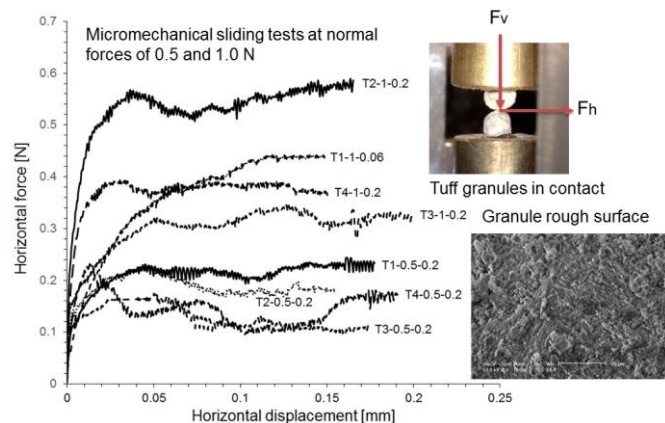 Micromechanical sliding tests at normal
forces of 0.5 and 1.0 N
Horizontal force [N]
0.7
0.6
0.5
0.4
0.3
0.2
0.1
0
0
0.05
0.1
0.15
0.2
0.25
Horizontal displacement [mm]
T2-1-0.2
T1-1-0.06
T4-1-0.2
T3-1-0.2
T1-0.5-0.2
T2-0.5-0.2
T4-0.5-0.2
T3-0.5-0.2
Fv
Fh
Tuff granules in contact
Granule rough surface